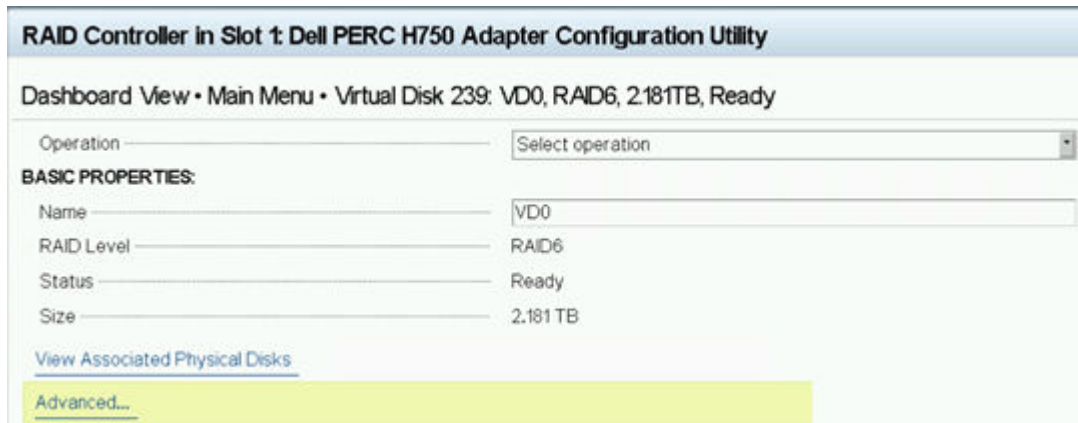 RAID Controller in Slot 1: Dell PERC H750 Adapter Configuration Utility
Dashboard View • Main Menu • Virtual Disk 239: VD0, RAID6, 2.181TB, Ready
Operation Select operation
BASIC PROPERTIES:
Name VD0
RAID Level RAID6
Status Ready
Size 2.181 TB
View Associated Physical Disks
Advanced...